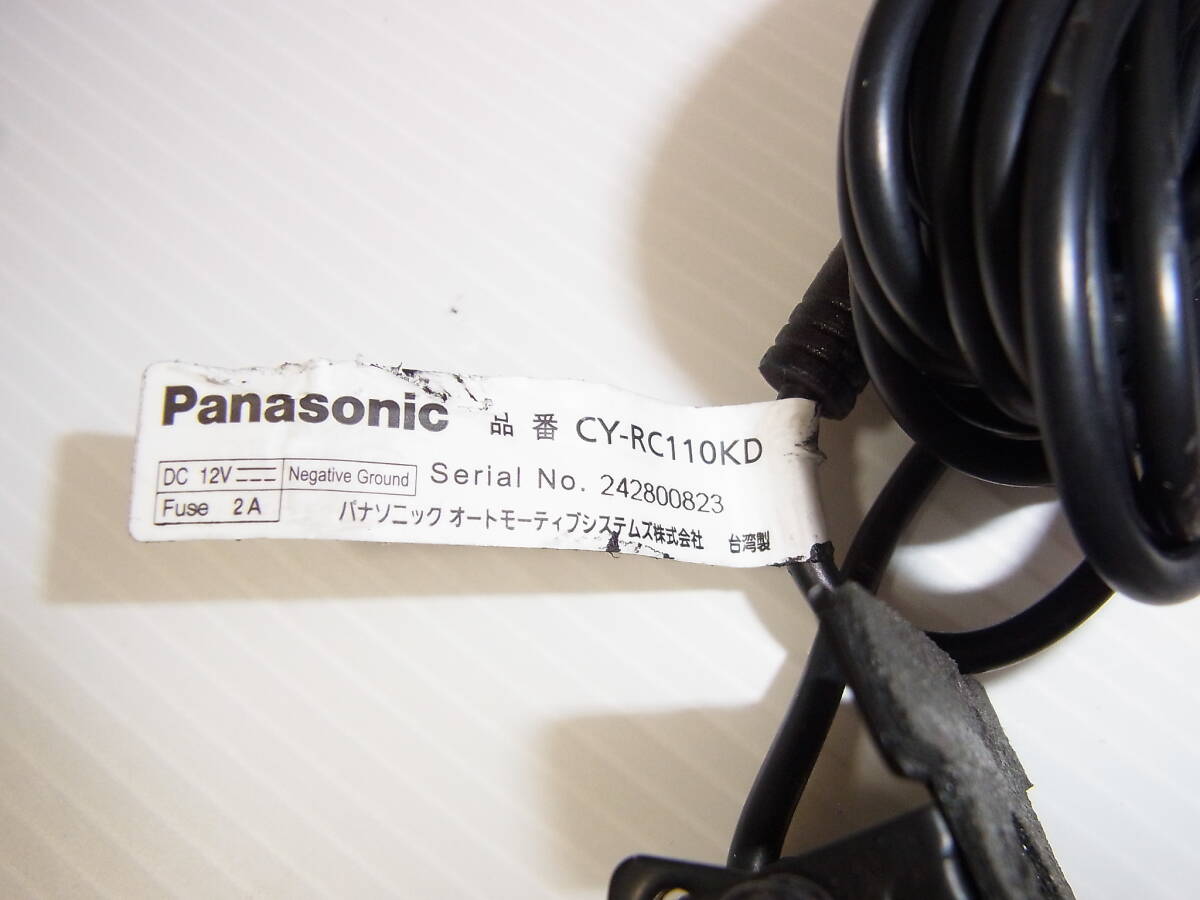 Panasonic 品番 CY-RC110KD
DC 12V Negative Ground Serial No. 242800823
Fuse 2A パナソニック オートモーティブシステムズ株式会社 台湾製